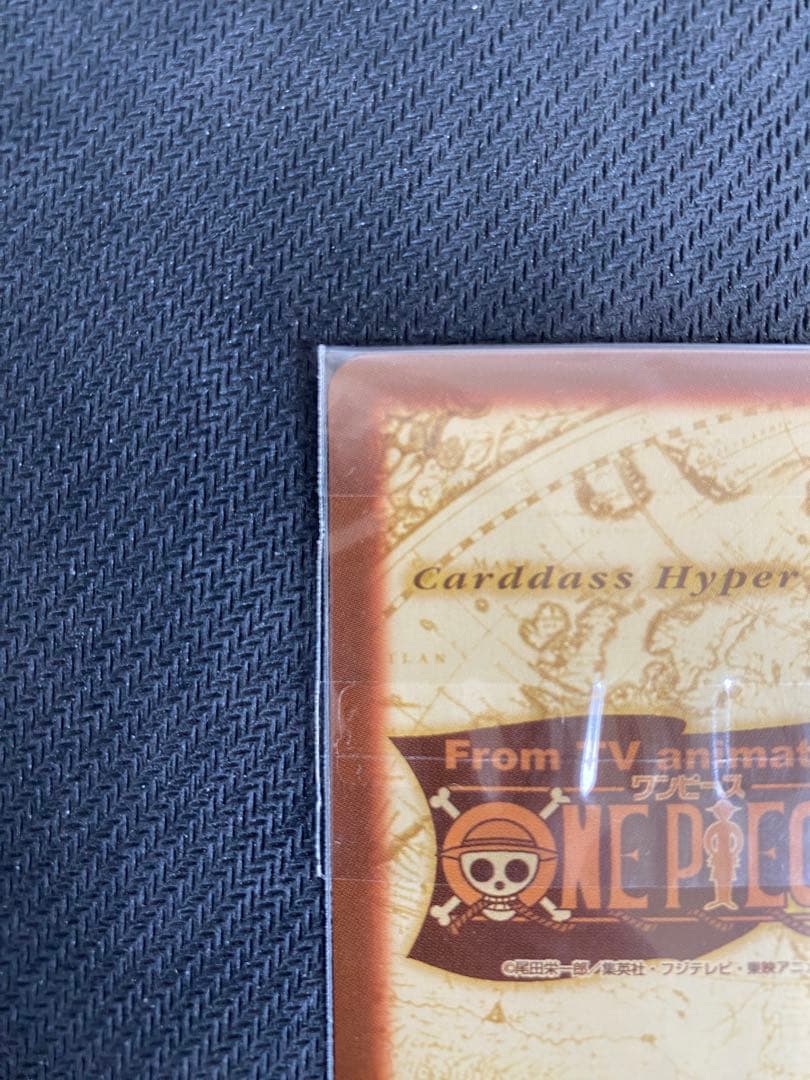 Carddass Hyper
LAN
From TV animat
ワンピース
ONE PIEC
©尾田栄一郎／集英社・フジテレビ・東映アニ